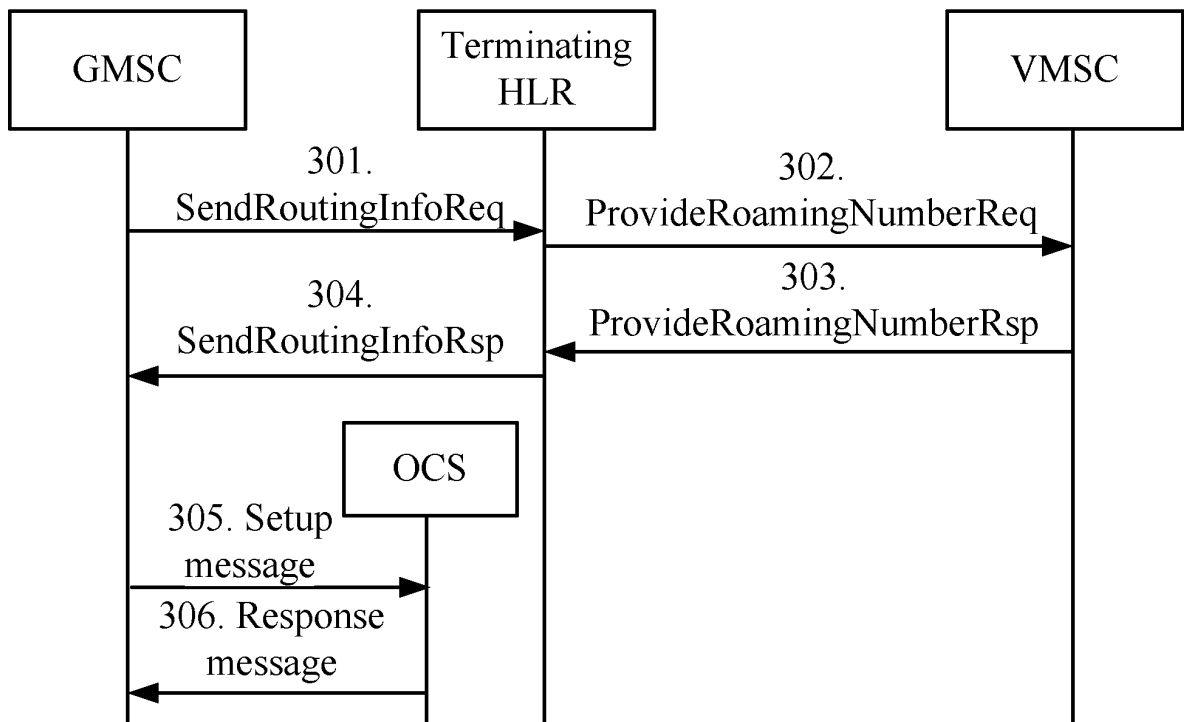 GMSC
Terminating
HLR
VMSC
301.
SendRoutingInfoReq
302.
ProvideRoamingNumberReq
303.
ProvideRoamingNumberRsp
304.
SendRoutingInfoRsp
OCS
305. Setup
message
306. Response
message